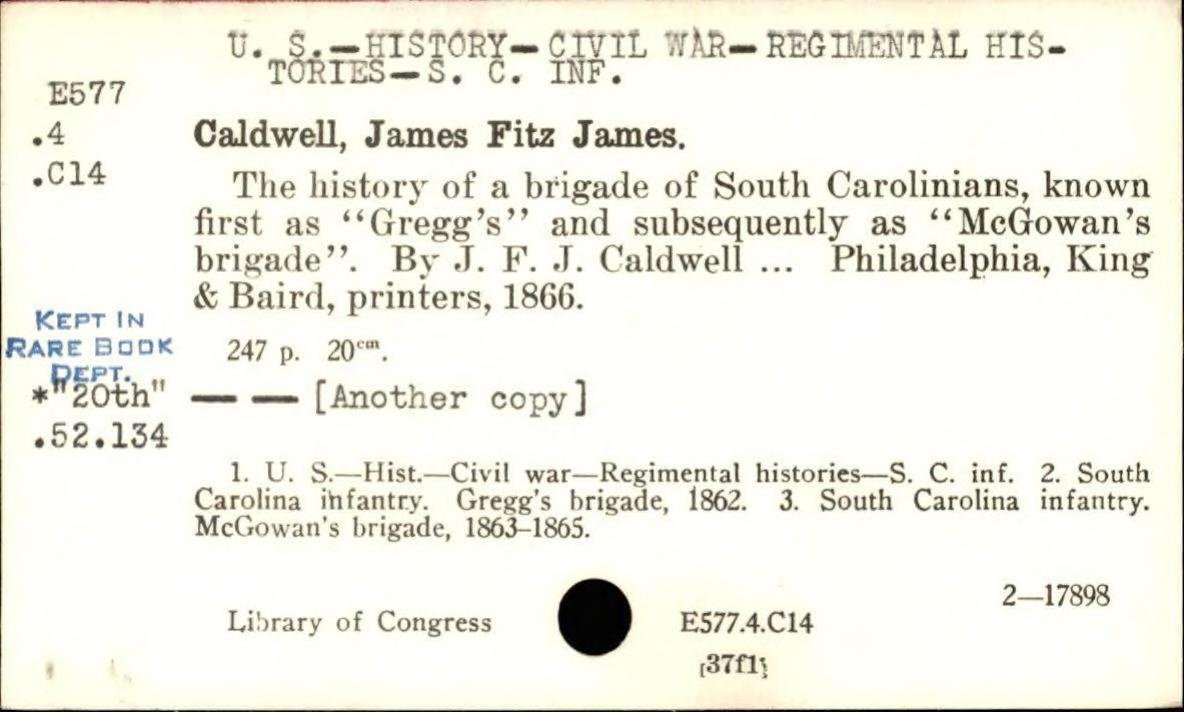 U. S.—HISTORY—CIVIL WAR—REGIMENTAL HIS-
TORIES—S. C. INF.
E577
.4
.C14
Caldwell, James Fitz James.
The history of a brigade of South Carolinians, known
first as “Gregg’s” and subsequently as “McGowan’s
brigade”. By J. F. J. Caldwell ... Philadelphia, King
& Baird, printers, 1866.
KEPT IN
RARE BOOK
DEPT.
247 p. 20cm.
*"20th"
.52.134
— — [Another copy]
1. U. S.—Hist.—Civil war—Regimental histories—S. C. inf. 2. South
Carolina infantry. Gregg's brigade, 1862. 3. South Carolina infantry.
McGowan's brigade, 1863–1865.
2—17898
Library of Congress
E577.4.C14
[37f1]